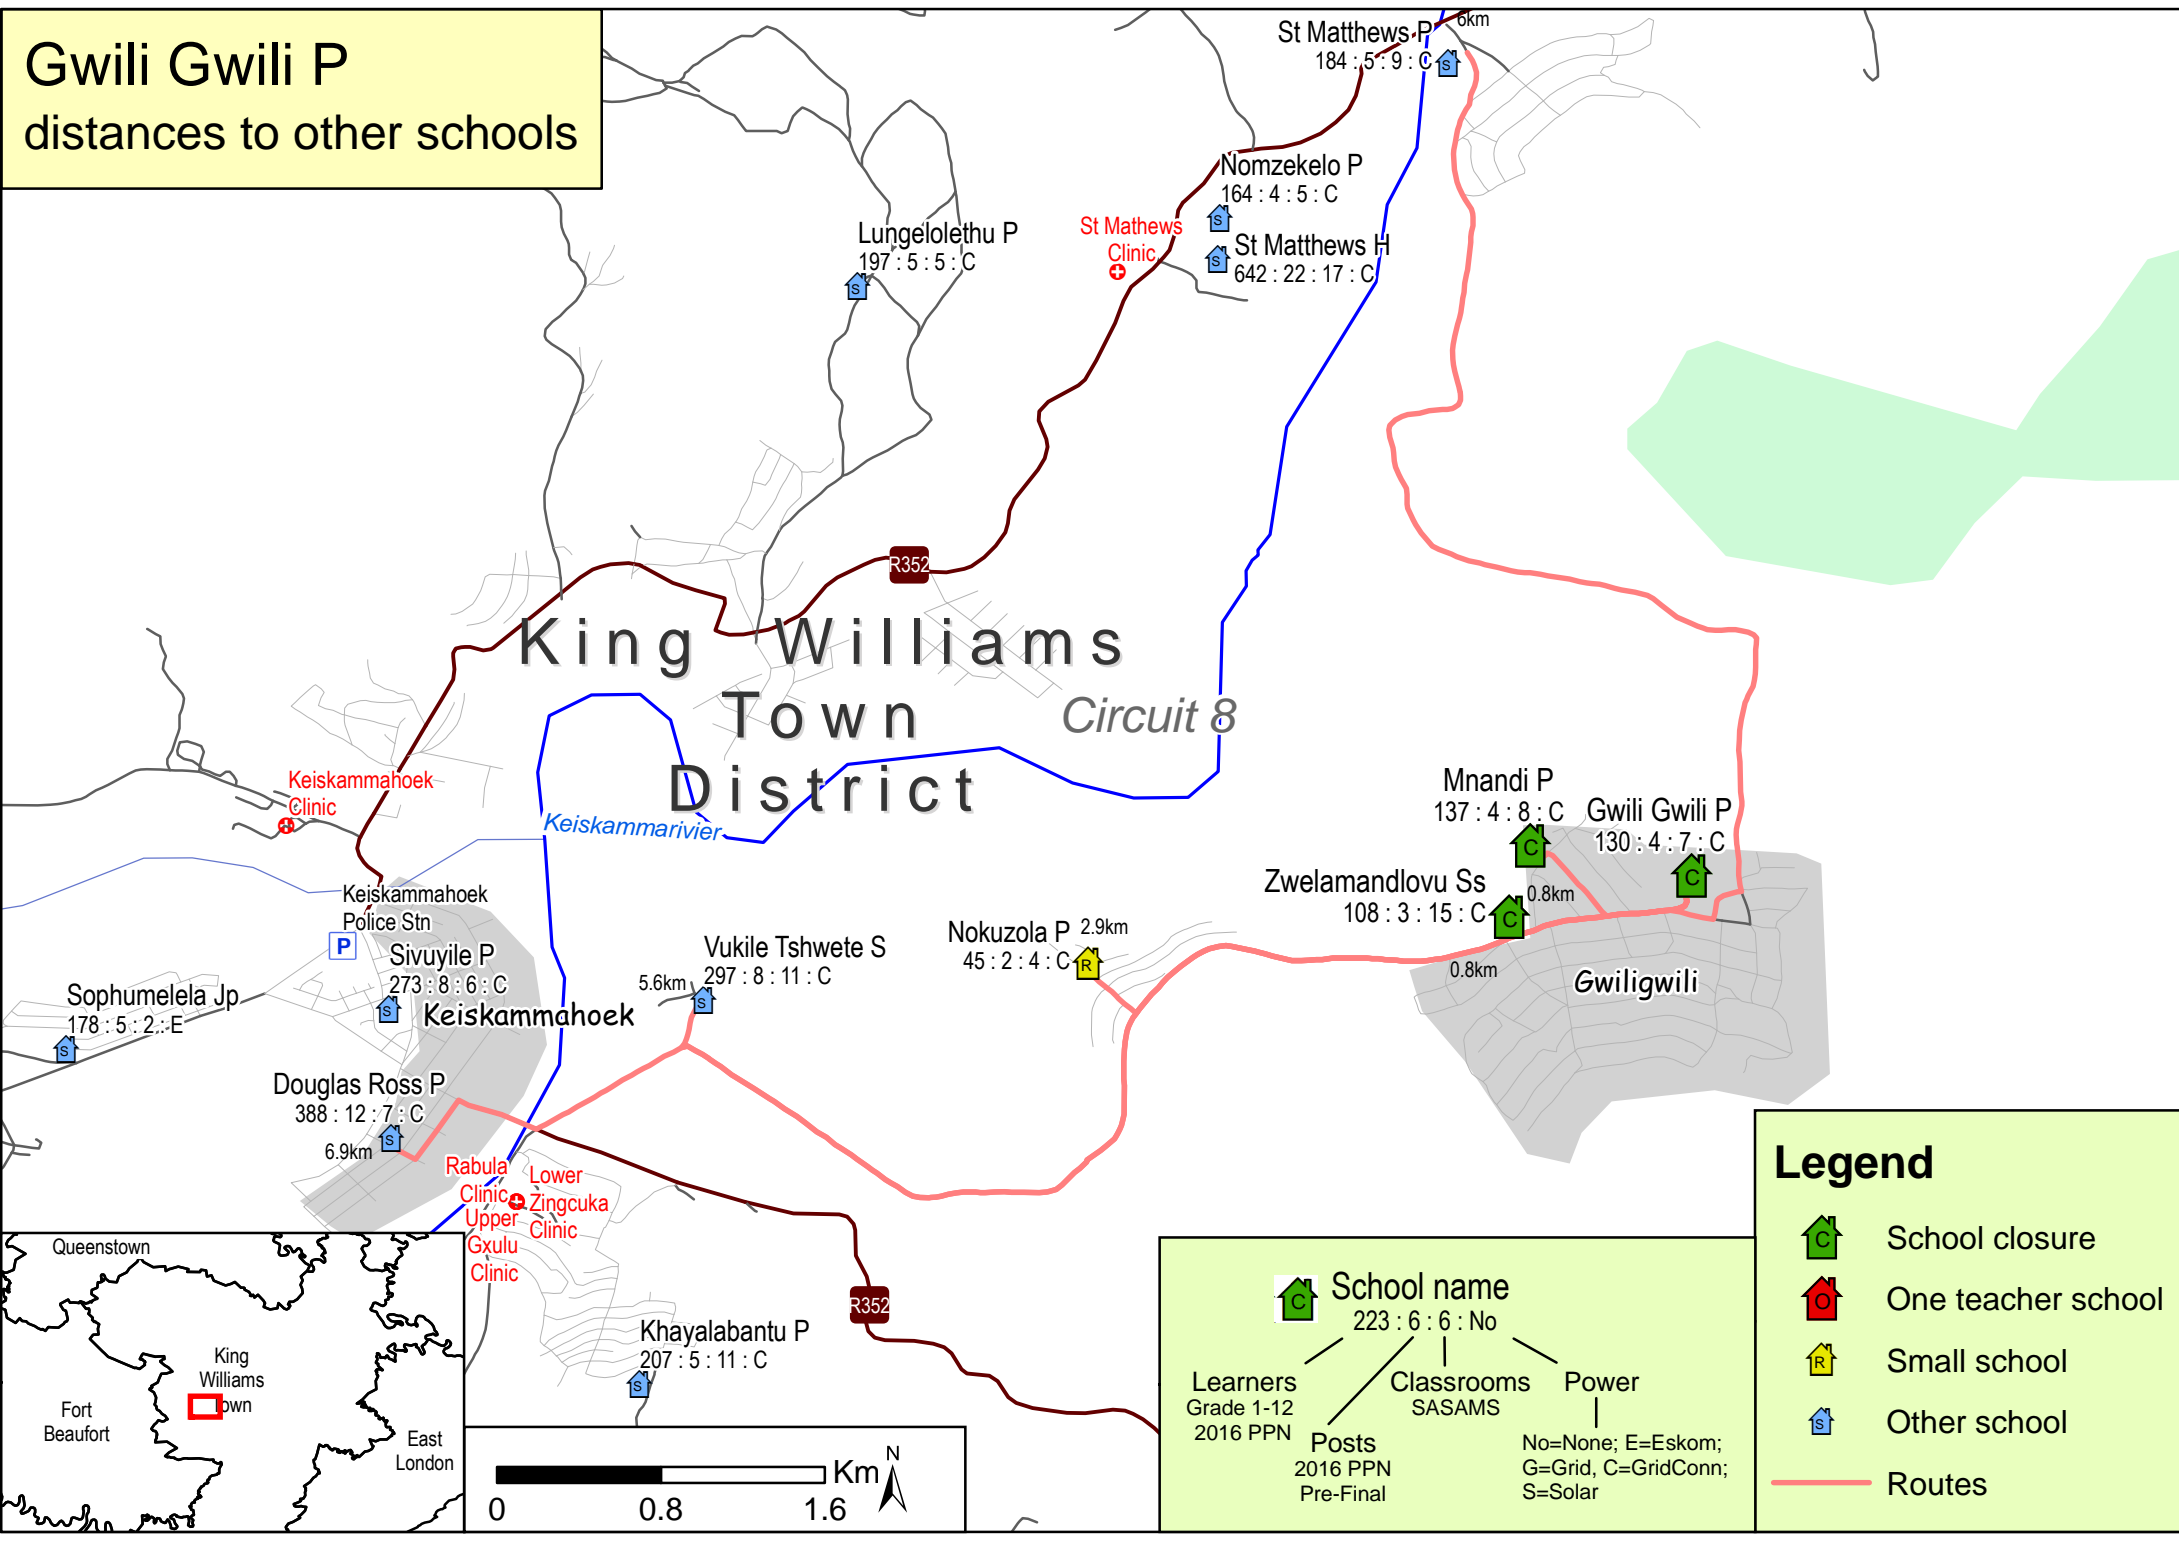 Gwili Gwili P
distances to other schools
St Matthews P
184 : 5 : 9 : C
S
6km
Nomzekelo P
164 : 4 : 5 : C
S
St Mathews
Clinic
St Matthews H
642 : 22 : 17 : C
S
Lungelolethu P
197 : 5 : 5 : C
S
R352
King Williams
Town
District
Circuit 8
Keiskammahoek
Clinic
Keiskammarivier
Mnandi P
137 : 4 : 8 : C
C
Gwili Gwili P
130 : 4 : 7 : C
C
Zwelamandlovu Ss
108 : 3 : 15 : C
C
0.8km
0.8km
Gwiligwili
Keiskammahoek
Police Stn
P
Sivuyile P
273 : 8 : 6 : C
S
Keiskammahoek
Vukile Tshwete S
297 : 8 : 11 : C
S
5.6km
Nokuzola P
45 : 2 : 4 : C
R
2.9km
Sophumelela Jp
178 : 5 : 2 : E
S
Douglas Ross P
388 : 12 : 7 : C
S
6.9km
Rabula
Clinic
Lower
Zingcuka
Clinic
Upper
Gxulu
Clinic
R352
Khayalabantu P
207 : 5 : 11 : C
S
Queenstown
King
Williams
Town
Fort
Beaufort
East
London
Km
N
0
0.8
1.6
C
School name
223 : 6 : 6 : No
Learners
Grade 1-12
2016 PPN
Posts
2016 PPN
Pre-Final
Classrooms
SASAMS
Power
No=None; E=Eskom;
G=Grid, C=GridConn;
S=Solar
Legend
C
School closure
O
One teacher school
R
Small school
S
Other school
Routes